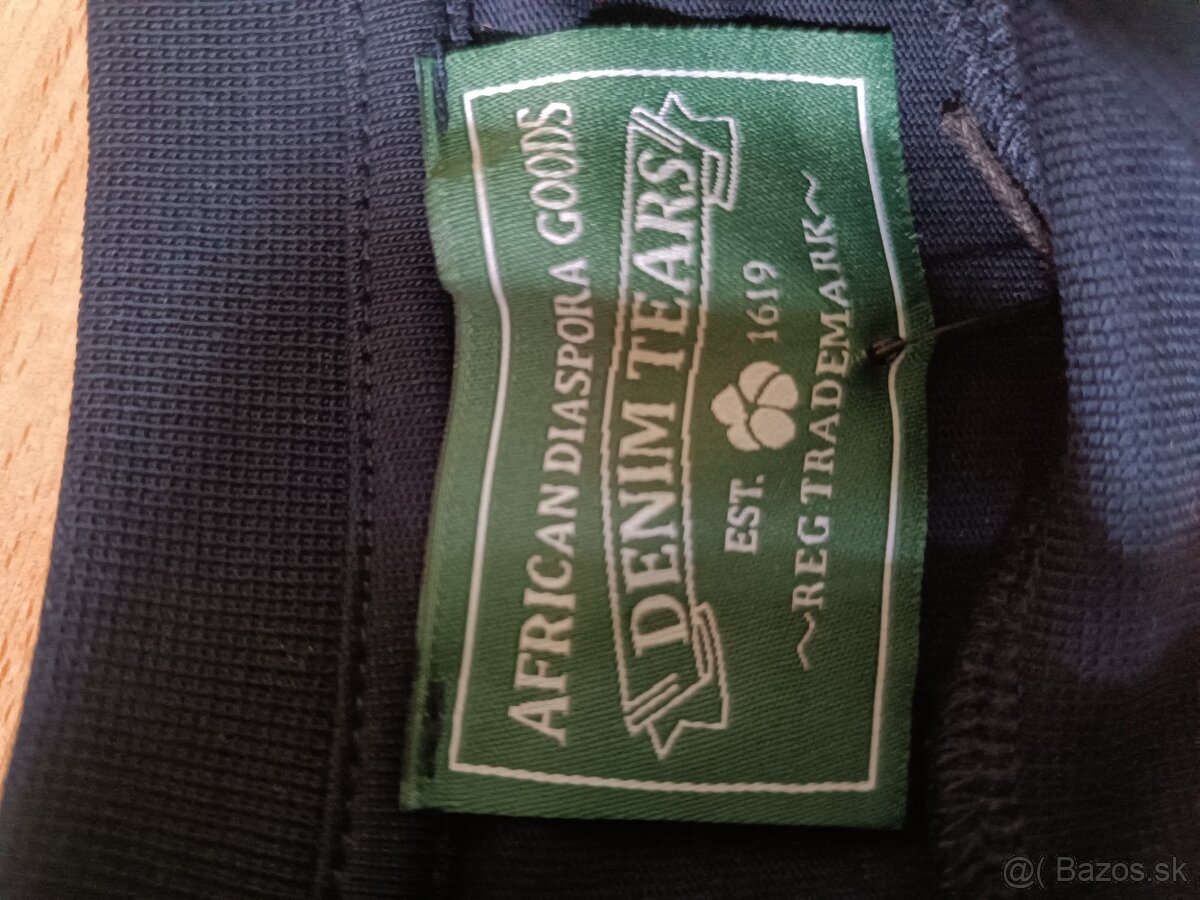 AFRICAN DIASPORA GOODS
DENIM TEARS
EST. 1619
~REG TRADEMARK~
@( Bazos.sk